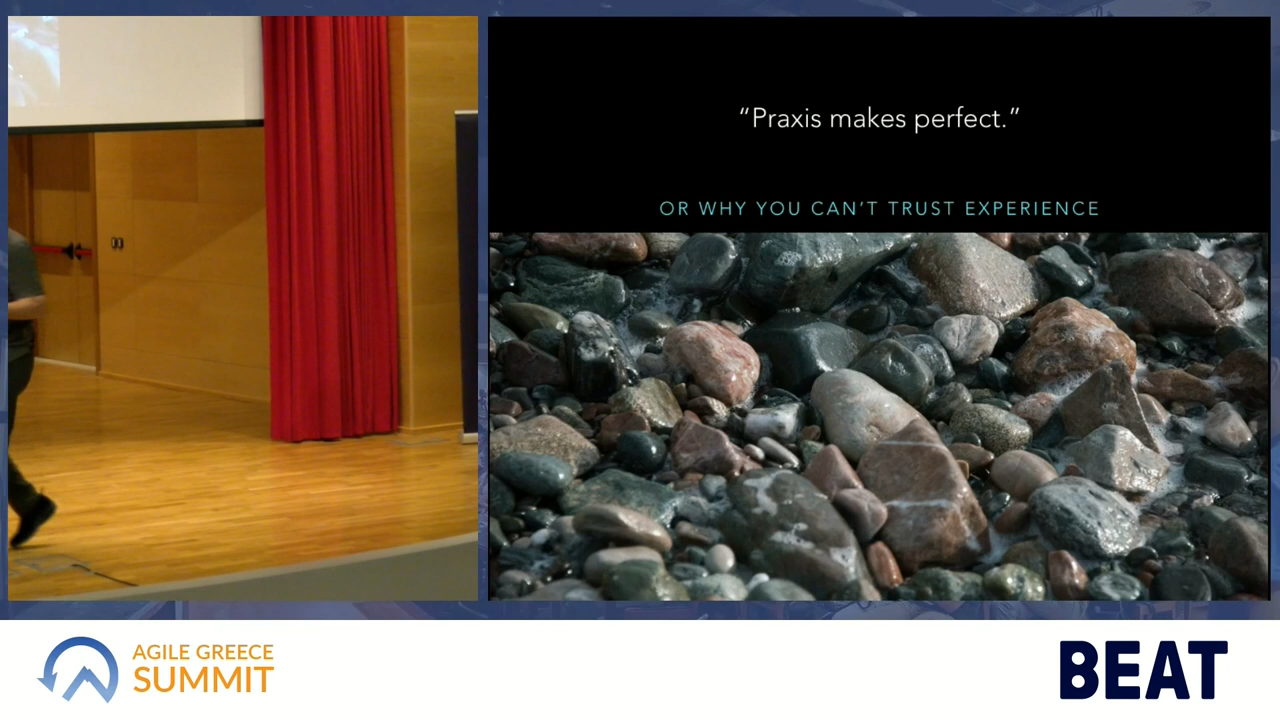 “Praxis makes perfect.”
OR WHY YOU CAN’T TRUST EXPERIENCE
AGILE GREECE
SUMMIT
BEAT